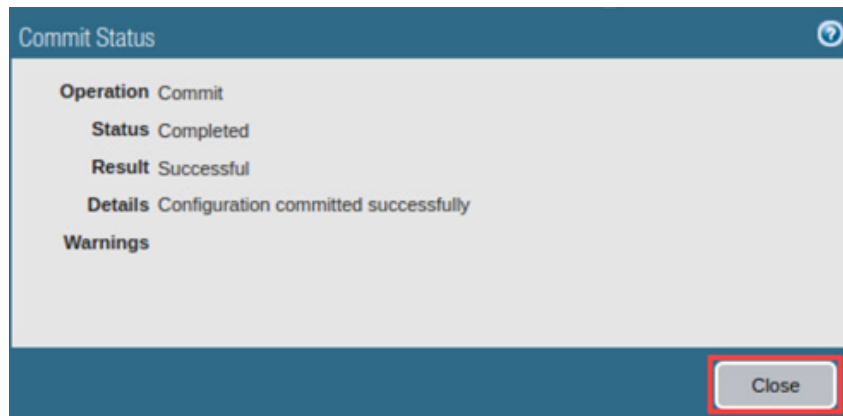 Commit Status
Operation Commit
Status Completed
Result Successful
Details Configuration committed successfully
Warnings
Close